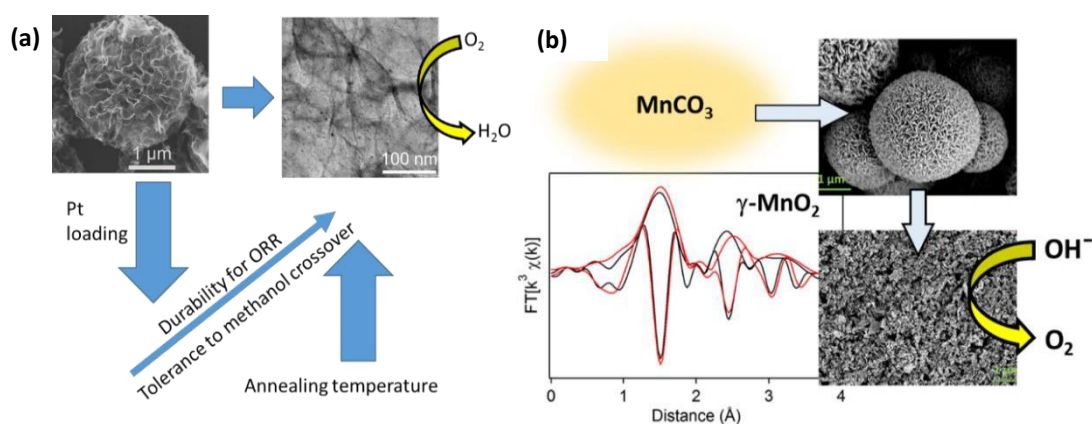 (a)
1 μm
100 nm
O₂
H₂O
Pt
loading
Durability for ORR
Tolerance to methanol crossover
Annealing temperature
(b)
MnCO₃
1 μm
γ-MnO₂
FT[k³ χ(k)]
0 1 2 3 4
Distance (Å)
OH⁻
O₂